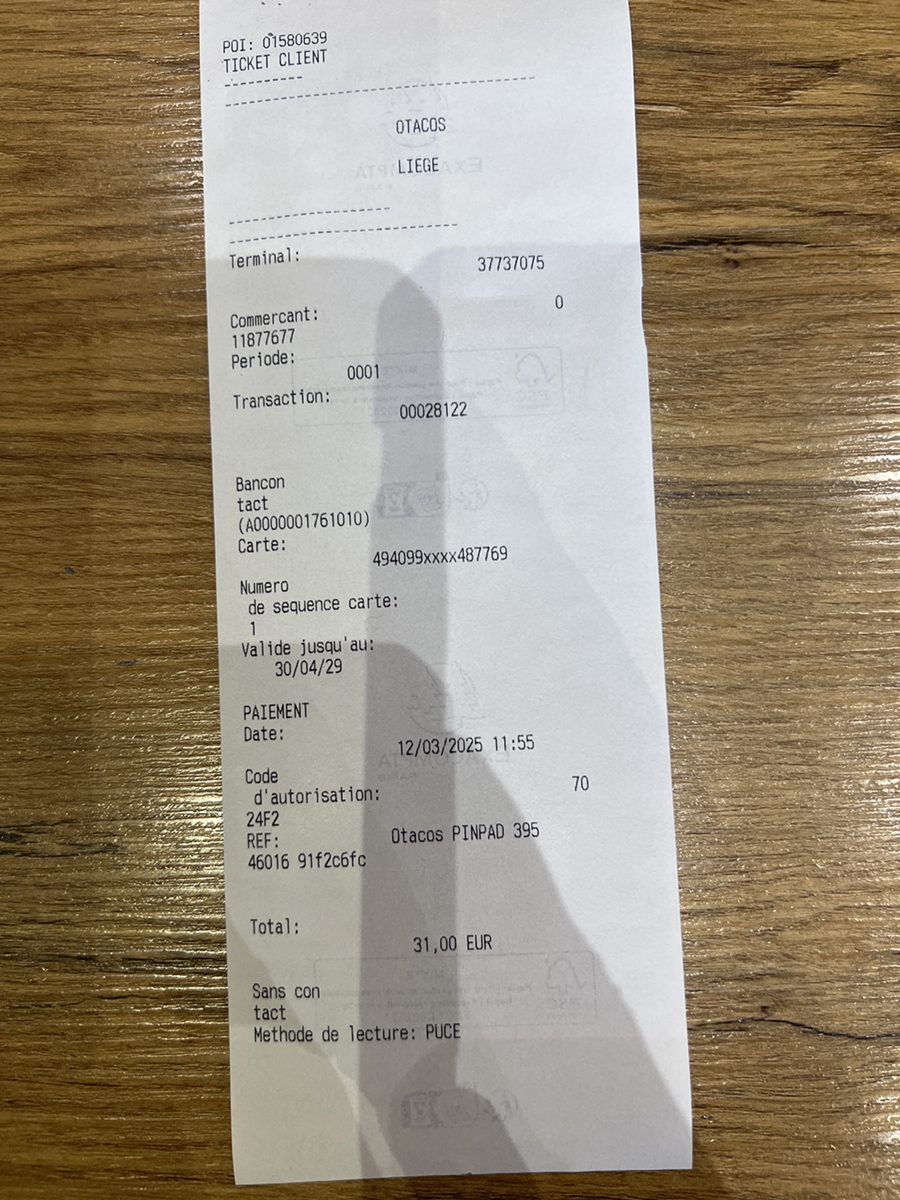 POI: 01580639
TICKET CLIENT
----------
---------------------------------------
OTACOS
LIEGE
--------------------
----------------------------
Terminal:
37737075
0
Commercant:
11877677
Periode:
0001
Transaction:
00028122
Bancon
tact
(A0000001761010)
Carte:
494099xxxx487769
Numero
de sequence carte:
1
Valide jusqu'au:
30/04/29
PAIEMENT
Date:
12/03/2025 11:55
Code
70
d'autorisation:
24F2
REF: Otacos PINPAD 395
46016 91f2c6fc
Total:
31,00 EUR
Sans con
tact
Methode de lecture: PUCE